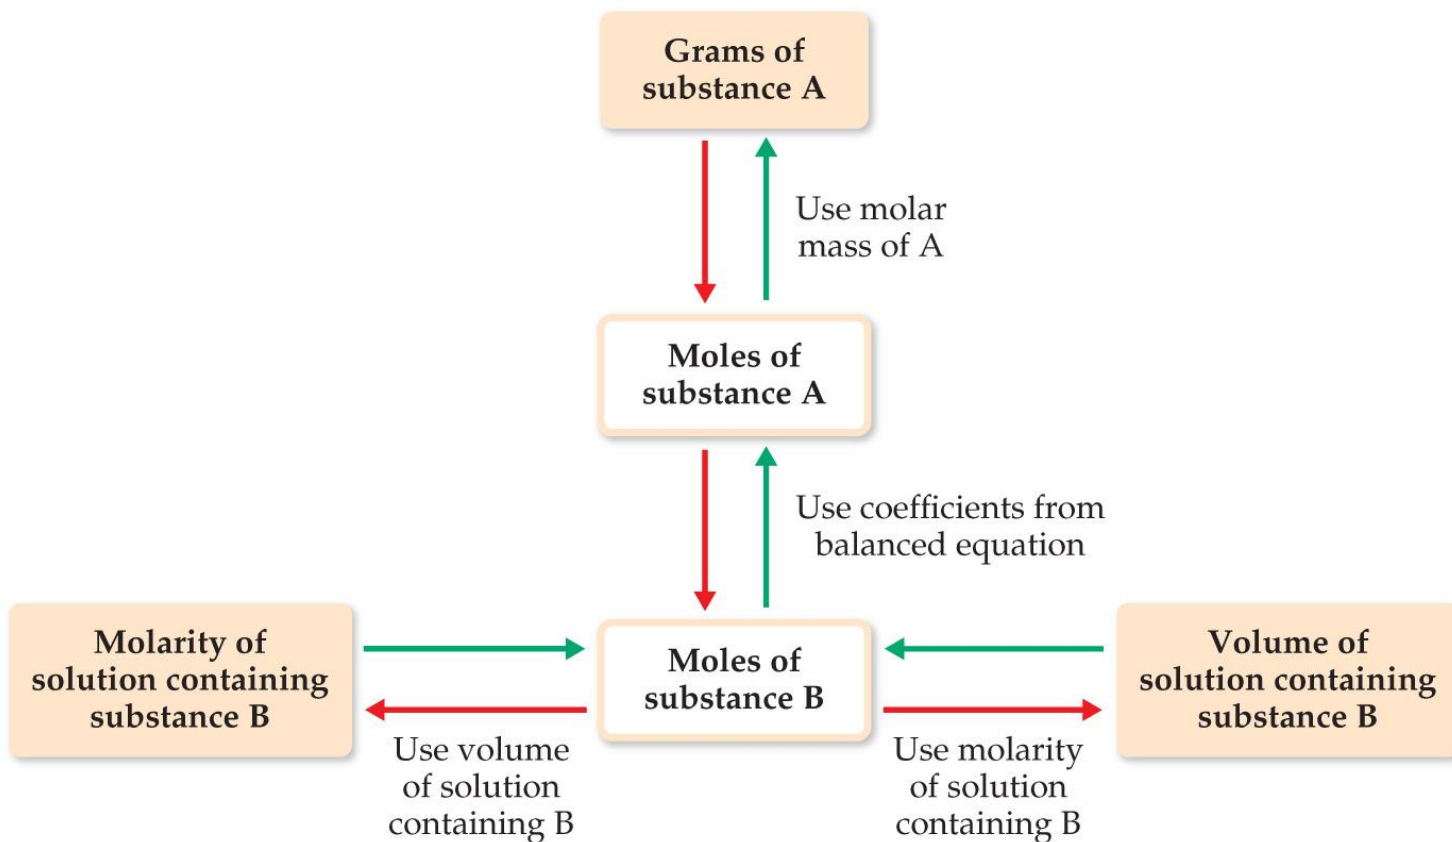 Grams of
substance A
Use molar
mass of A
Moles of
substance A
Use coefficients from
balanced equation
Molarity of
solution containing
substance B
Moles of
substance B
Volume of
solution containing
substance B
Use volume
of solution
containing B
Use molarity
of solution
containing B